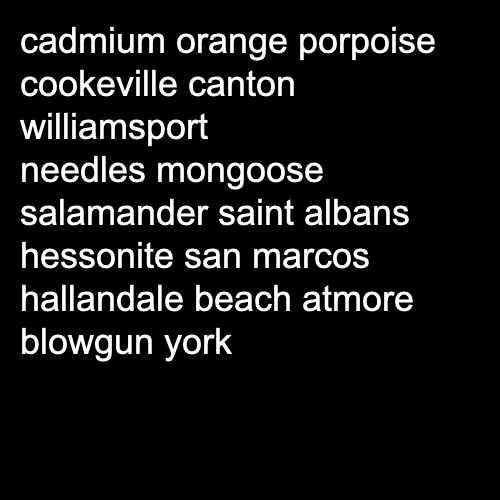 cadmium orange porpoise
cookeville canton
williamsport
needles mongoose
salamander saint albans
hessonite san marcos
hallandale beach atmore
blowgun york